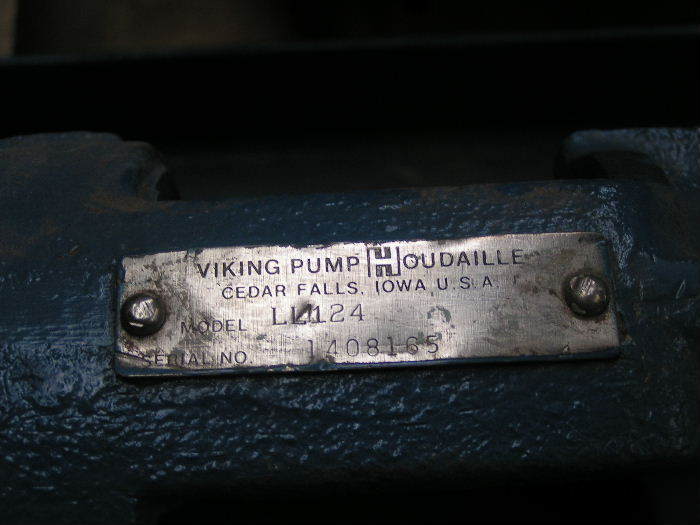 VIKING PUMP HOUDAILLE
CEDAR FALLS, IOWA, U.S.A.
MODEL LL4124
SERIAL NO. 1408165